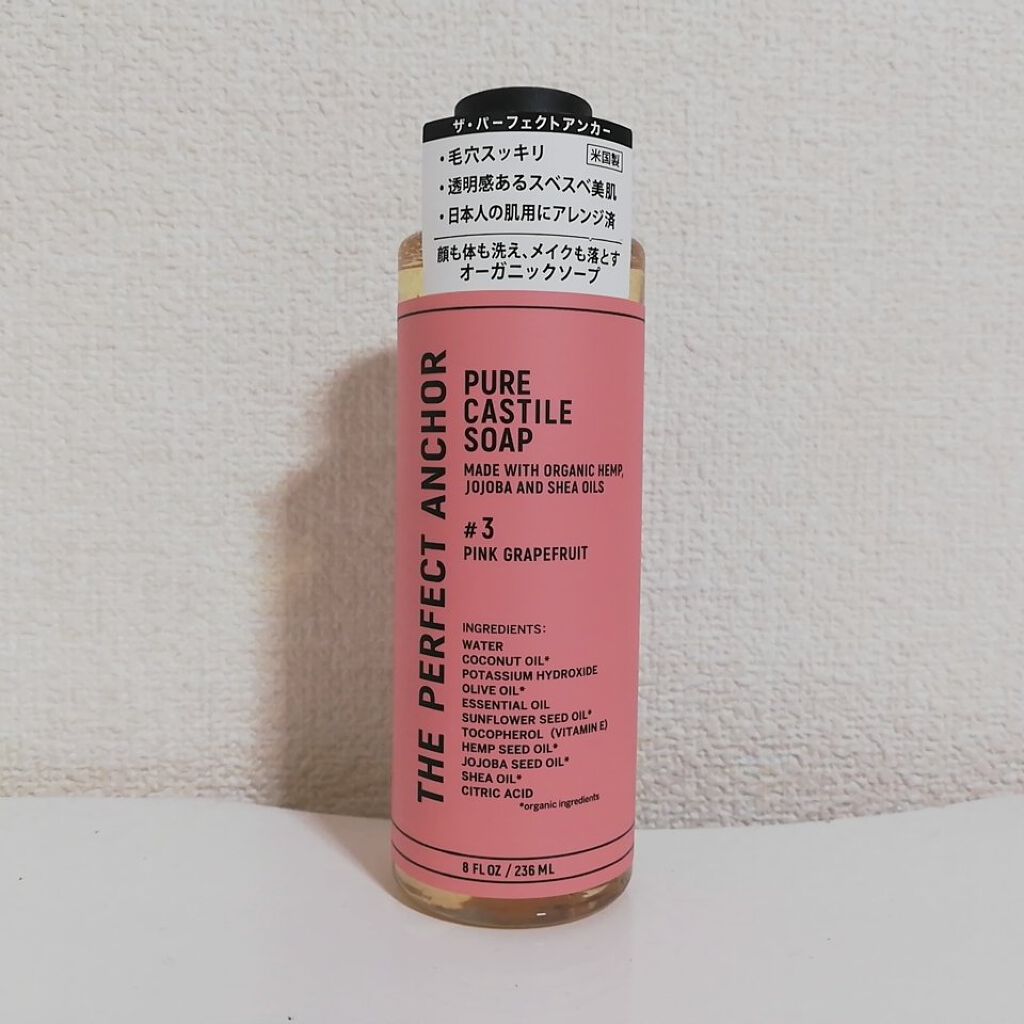 ザ・パーフェクトアンカー
・毛穴スッキリ 米国製
・透明感あるスベスベ美肌
・日本人の肌用にアレンジ済
顔も体も洗え、メイクも落とす
オーガニックソープ
THE PERFECT ANCHOR
PURE
CASTILE
SOAP
MADE WITH ORGANIC HEMP,
JOJOBA AND SHEA OILS
#3
PINK GRAPEFRUIT
INGREDIENTS:
WATER
COCONUT OIL*
POTASSIUM HYDROXIDE
OLIVE OIL*
ESSENTIAL OIL
SUNFLOWER SEED OIL*
TOCOPHEROL (VITAMIN E)
HEMP SEED OIL*
JOJOBA SEED OIL*
SHEA OIL*
CITRIC ACID
*organic ingredients
8 FL OZ / 236 ML